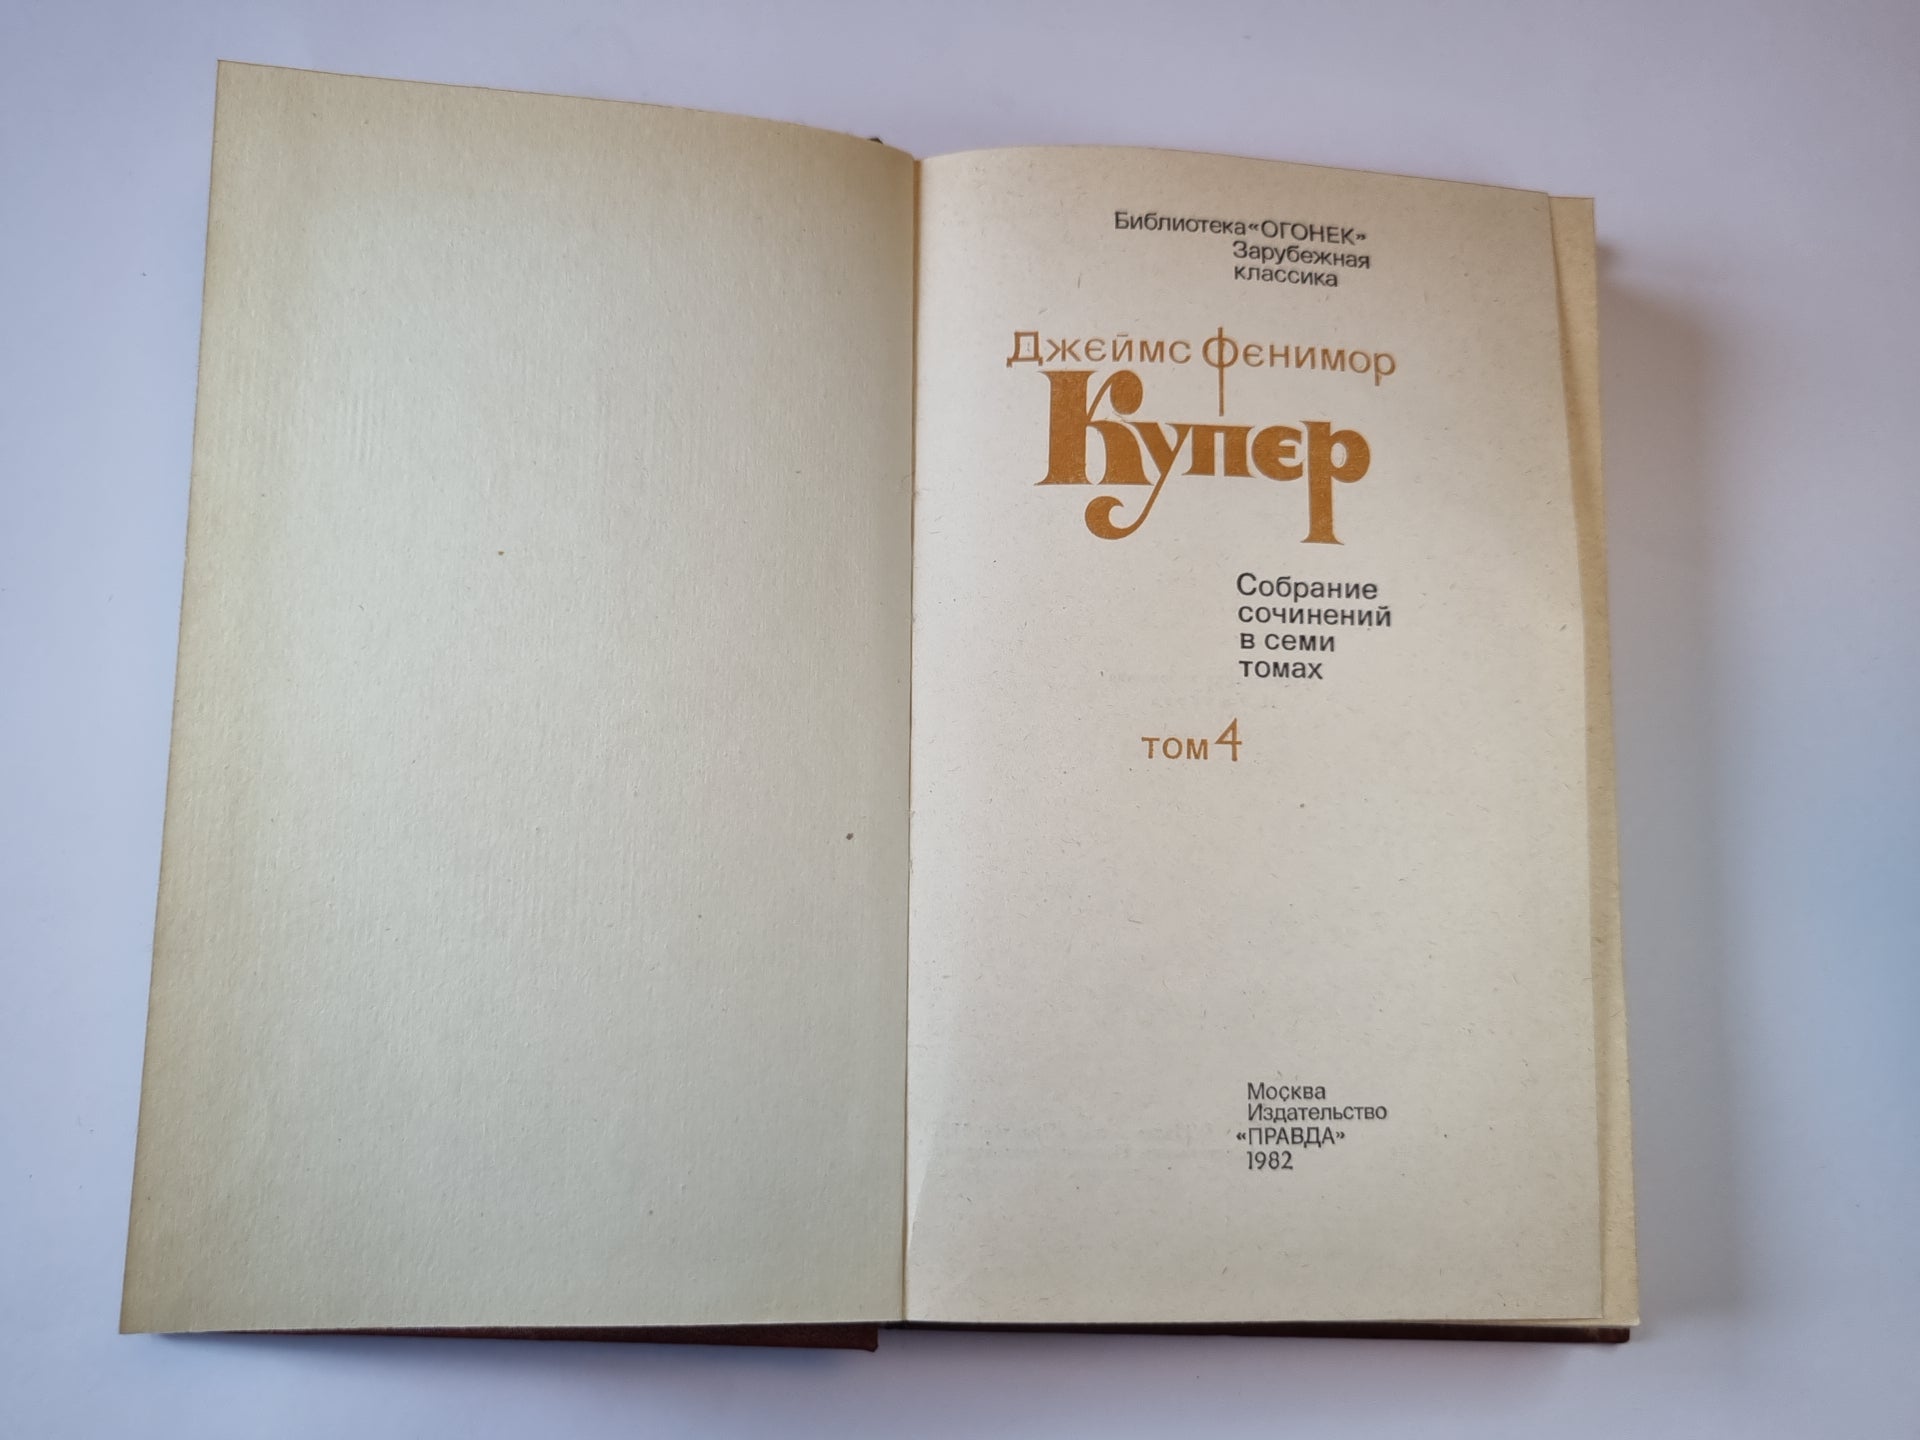 Библиотека«ОГОНЕК»
Зарубежная
классика
Джеймс Фенимор
Купер
Собрание
сочинений
в семи
томах
том 4
Москва
Издательство
«ПРАВДА»
1982